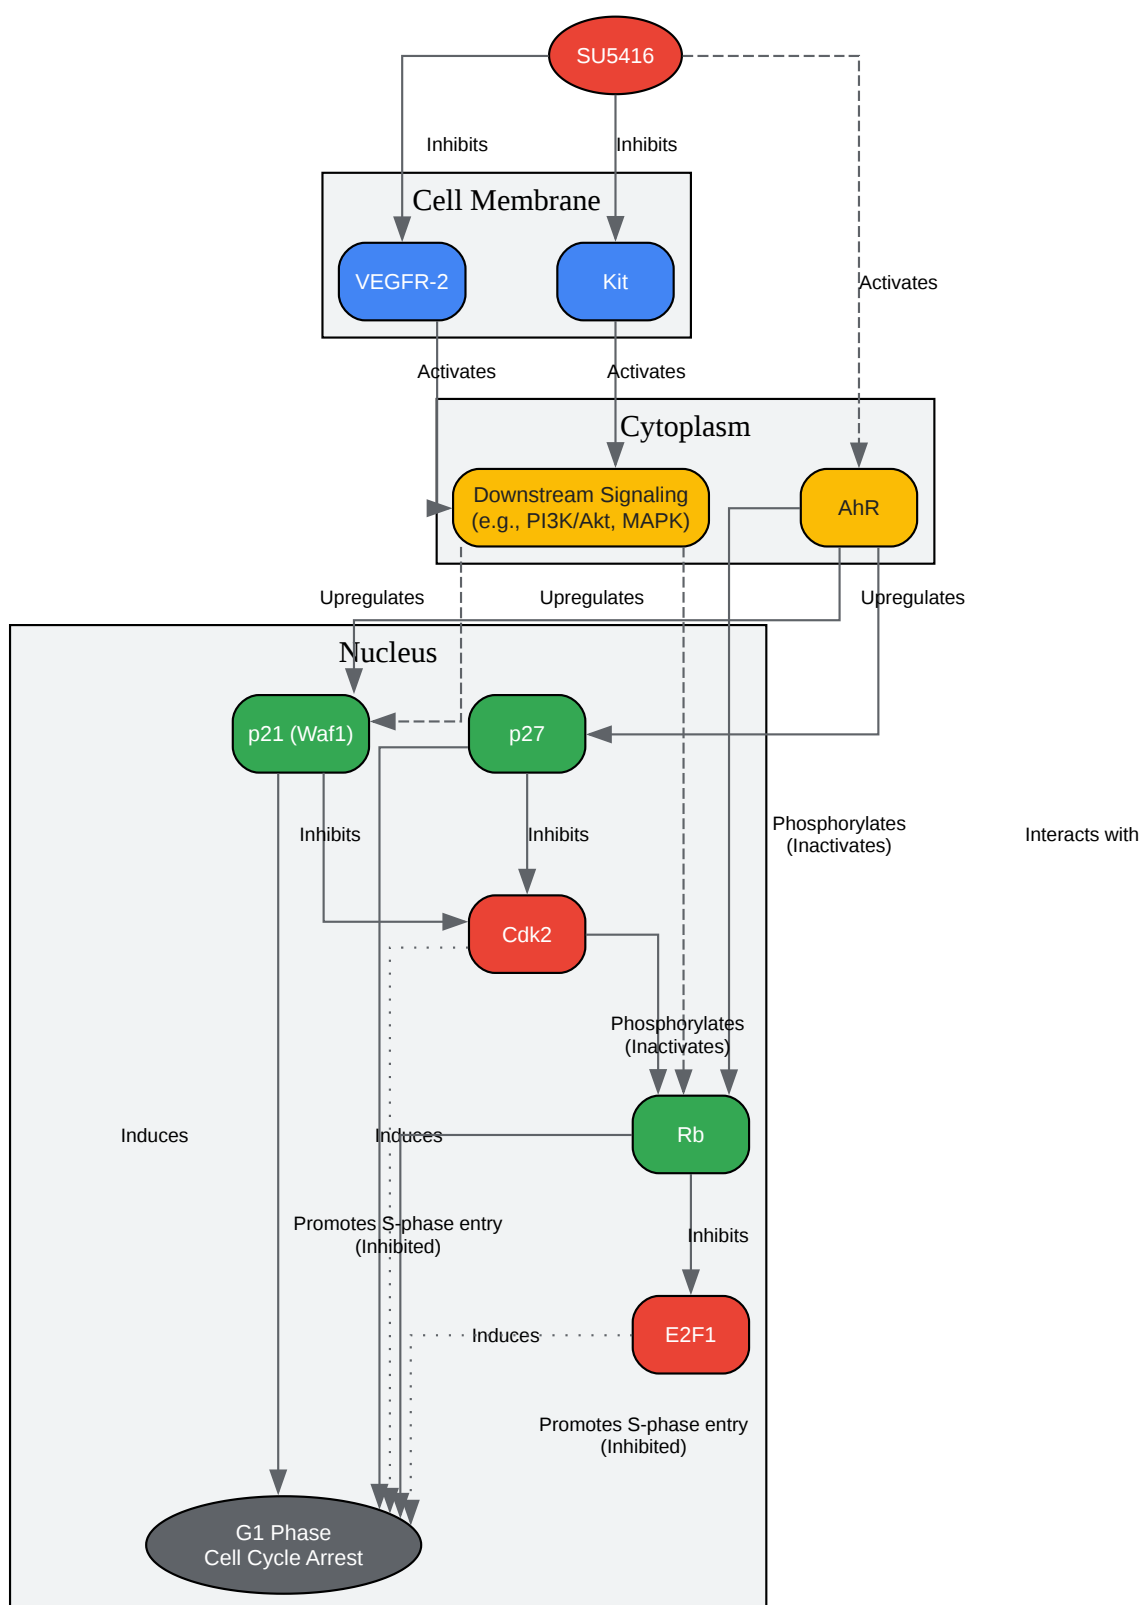 SU5416
Inhibits
Inhibits
Cell Membrane
VEGFR-2
Kit
Activates
Activates
Activates
Cytoplasm
Downstream Signaling
(e.g., PI3K/Akt, MAPK)
AhR
Upregulates
Upregulates
Upregulates
Nucleus
p21 (Waf1)
p27
Inhibits
Inhibits
Phosphorylates
(Inactivates)
Interacts with
Cdk2
Phosphorylates
(Inactivates)
Induces
Induces
Rb
Promotes S-phase entry
(Inhibited)
Inhibits
Induces
E2F1
Promotes S-phase entry
(Inhibited)
G1 Phase
Cell Cycle Arrest